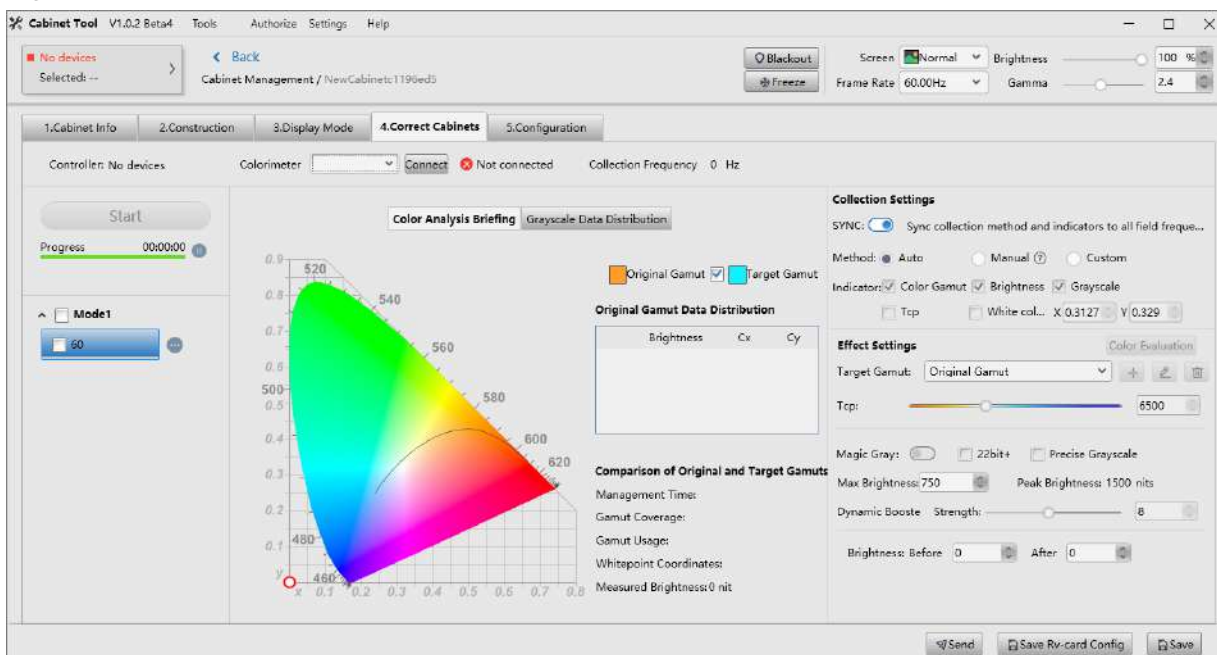 Cabinet Tool V1.0.2 Beta4 Tools Authorize Settings Help
No devices
Selected: --
Back
Cabinet Management / NewCabinetc1196ed5
Blackout
Freeze
Screen Normal Brightness 100 %
Frame Rate 60.00Hz Gamma 2.4
1.Cabinet Info 2.Construction 3.Display Mode 4.Correct Cabinets 5.Configuration
Controller: No devices Colorimeter Connect Not connected Collection Frequency 0 Hz
Start
Progress 00:00:00
Mode1
60
Color Analysis Briefing Grayscale Data Distribution
0.9
0.8
0.7
0.6
0.5
0.4
0.3
0.2
0.1
y
x 0.1 0.2 0.3 0.4 0.5 0.6 0.7 0.8
520
540
560
580
600
620
500
480
460
Original Gamut Target Gamut
Original Gamut Data Distribution
Brightness Cx Cy
Comparison of Original and Target Gamuts
Management Time:
Gamut Coverage:
Gamut Usage:
Whitepoint Coordinates:
Measured Brightness:0 nit
Collection Settings
SYNC: Sync collection method and indicators to all field freque...
Method: Auto Manual Custom
Indicator: Color Gamut Brightness Grayscale
Tcp White col... X 0.3127 Y 0.329
Effect Settings Color Evaluation
Target Gamut: Original Gamut
Tcp: 6500
Magic Gray: 22bit+ Precise Grayscale
Max Brightness: 750 Peak Brightness: 1500 nits
Dynamic Booste Strength: 8
Brightness: Before 0 After 0
Send Save Rv-card Config Save